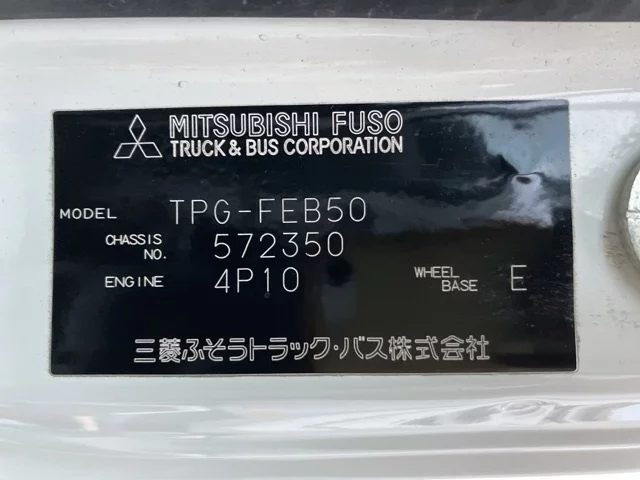 MITSUBISHI FUSO
TRUCK & BUS CORPORATION
MODEL TPG-FEB50
CHASSIS NO. 572350
ENGINE 4P10 WHEEL BASE E
三菱ふそうトラック・バス株式会社